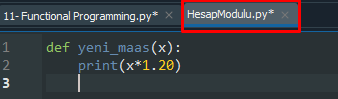 11- Functional Programming.py* HesapModulu.py*
1 def yeni_maas(x):
2 print(x*1.20)
3